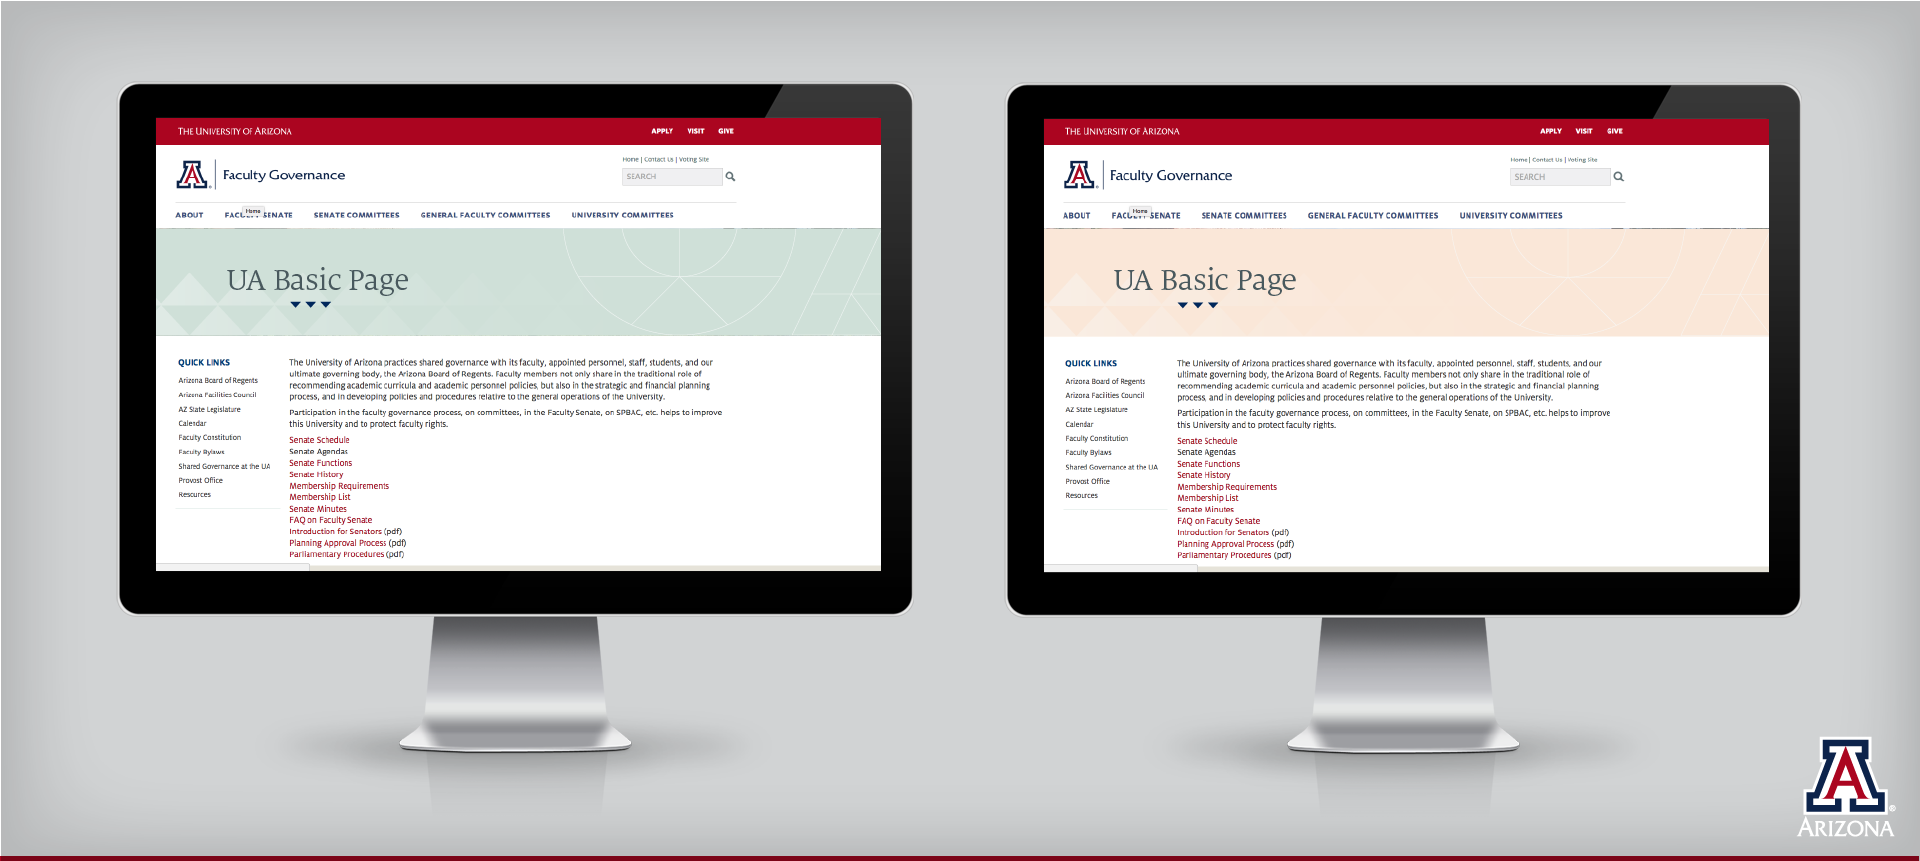 THE UNIVERSITY OF ARIZONA
APPLY VISIT GIVE
Home | Contact Us | Voting Site
A Faculty Governance
SEARCH
Home
ABOUT FACULTY SENATE SENATE COMMITTEES GENERAL FACULTY COMMITTEES UNIVERSITY COMMITTEES
UA Basic Page
QUICK LINKS
Arizona Board of Regents
Arizona Facilities Council
AZ State Legislature
Calendar
Faculty Constitution
Faculty Bylaws
Shared Governance at the UA
Provost Office
Resources
The University of Arizona practices shared governance with its faculty, appointed personnel, staff, students, and our
ultimate governing body, the Arizona Board of Regents. Faculty members not only share in the traditional role of
recommending academic curricula and academic personnel policies, but also in the strategic and financial planning
process, and in developing policies and procedures relative to the general operations of the University.
Participation in the faculty governance process, on committees, in the Faculty Senate, on SPBAC, etc. helps to improve
this University and to protect faculty rights.
Senate Schedule
Senate Agendas
Senate Functions
Senate History
Membership Requirements
Membership List
Senate Minutes
FAQ on Faculty Senate
Introduction for Senators (pdf)
Planning Approval Process (pdf)
Parliamentary Procedures (pdf)
THE UNIVERSITY OF ARIZONA
APPLY VISIT GIVE
Home | Contact Us | Voting Site
A Faculty Governance
SEARCH
Home
ABOUT FACULTY SENATE SENATE COMMITTEES GENERAL FACULTY COMMITTEES UNIVERSITY COMMITTEES
UA Basic Page
QUICK LINKS
Arizona Board of Regents
Arizona Facilities Council
AZ State Legislature
Calendar
Faculty Constitution
Faculty Bylaws
Shared Governance at the UA
Provost Office
Resources
The University of Arizona practices shared governance with its faculty, appointed personnel, staff, students, and our
ultimate governing body, the Arizona Board of Regents. Faculty members not only share in the traditional role of
recommending academic curricula and academic personnel policies, but also in the strategic and financial planning
process, and in developing policies and procedures relative to the general operations of the University.
Participation in the faculty governance process, on committees, in the Faculty Senate, on SPBAC, etc. helps to improve
this University and to protect faculty rights.
Senate Schedule
Senate Agendas
Senate Functions
Senate History
Membership Requirements
Membership List
Senate Minutes
FAQ on Faculty Senate
Introduction for Senators (pdf)
Planning Approval Process (pdf)
Parliamentary Procedures (pdf)
A
ARIZONA